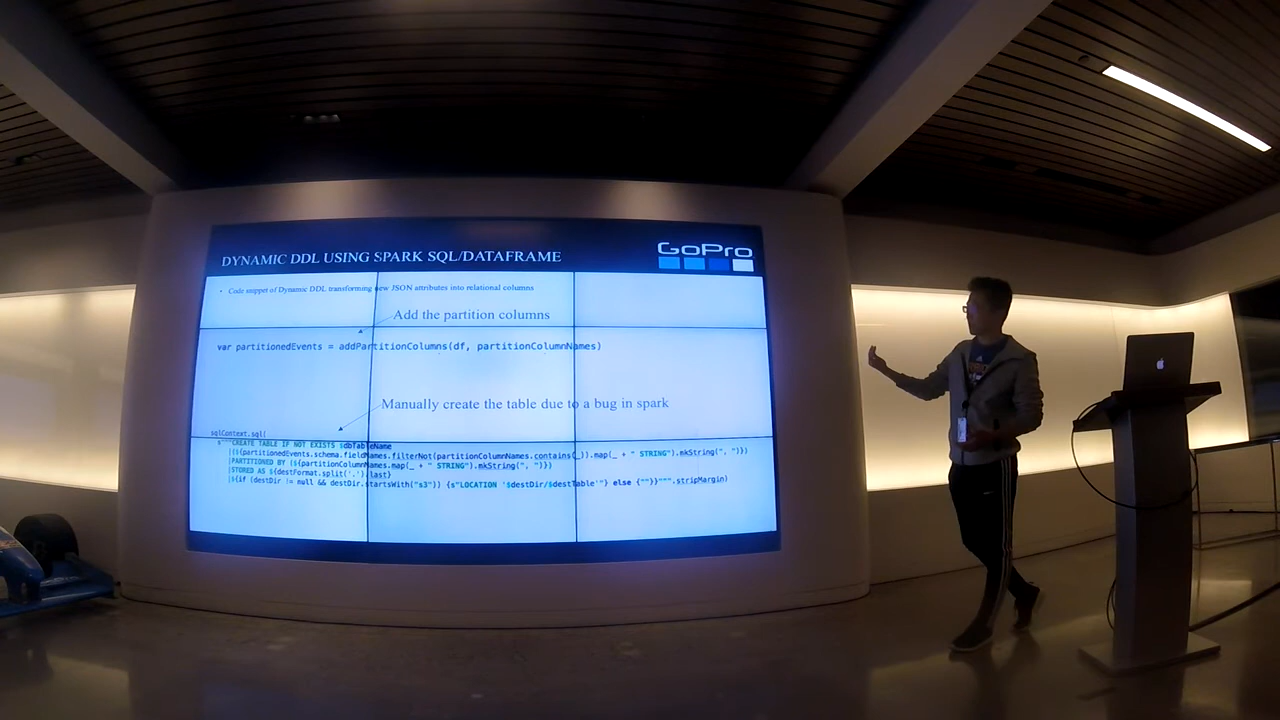 DYNAMIC DDL USING SPARK SQL/DATAFRAME
GoPro
• Code snippet of Dynamic DDL transforming new JSON attributes into relational columns
Add the partition columns
var partitionedEvents = addPartitionColumns(df, partitionColumnNames)
Manually create the table due to a bug in spark
sqlContext.sql(
s"""CREATE TABLE IF NOT EXISTS $dbTableName
|(${partitionedEvents.schema.fieldNames.filterNot(partitionColumnNames.contains(_)).map(_ + " STRING").mkString(", ")})
|PARTITIONED BY (${partitionColumnNames.map(_ + " STRING").mkString(", ")})
|STORED AS ${destFormat.split('.').last}
|${if (destDir != null && destDir.startsWith("s3")) {s"LOCATION '$destDir/$destTable'"} else {""}}""".stripMargin)